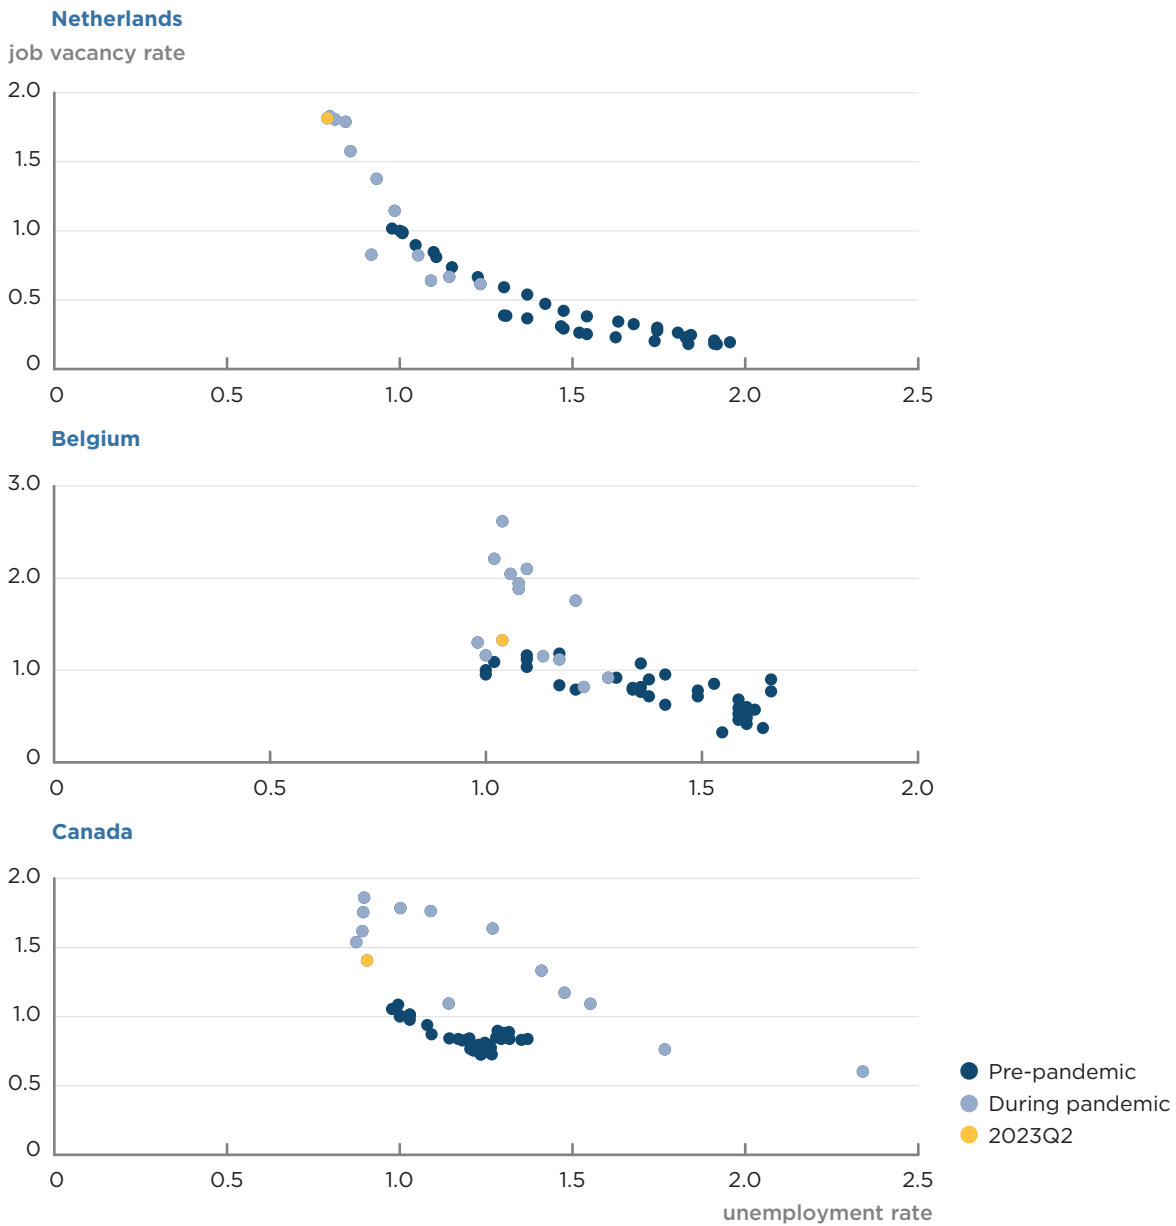 Netherlands
job vacancy rate
2.0
1.5
1.0
0.5
0
0 0.5 1.0 1.5 2.0 2.5
Belgium
3.0
2.0
1.0
0
0 0.5 1.0 1.5 2.0
Canada
2.0
1.5
1.0
0.5
0
0 0.5 1.0 1.5 2.0 2.5
unemployment rate
Pre-pandemic
During pandemic
2023Q2